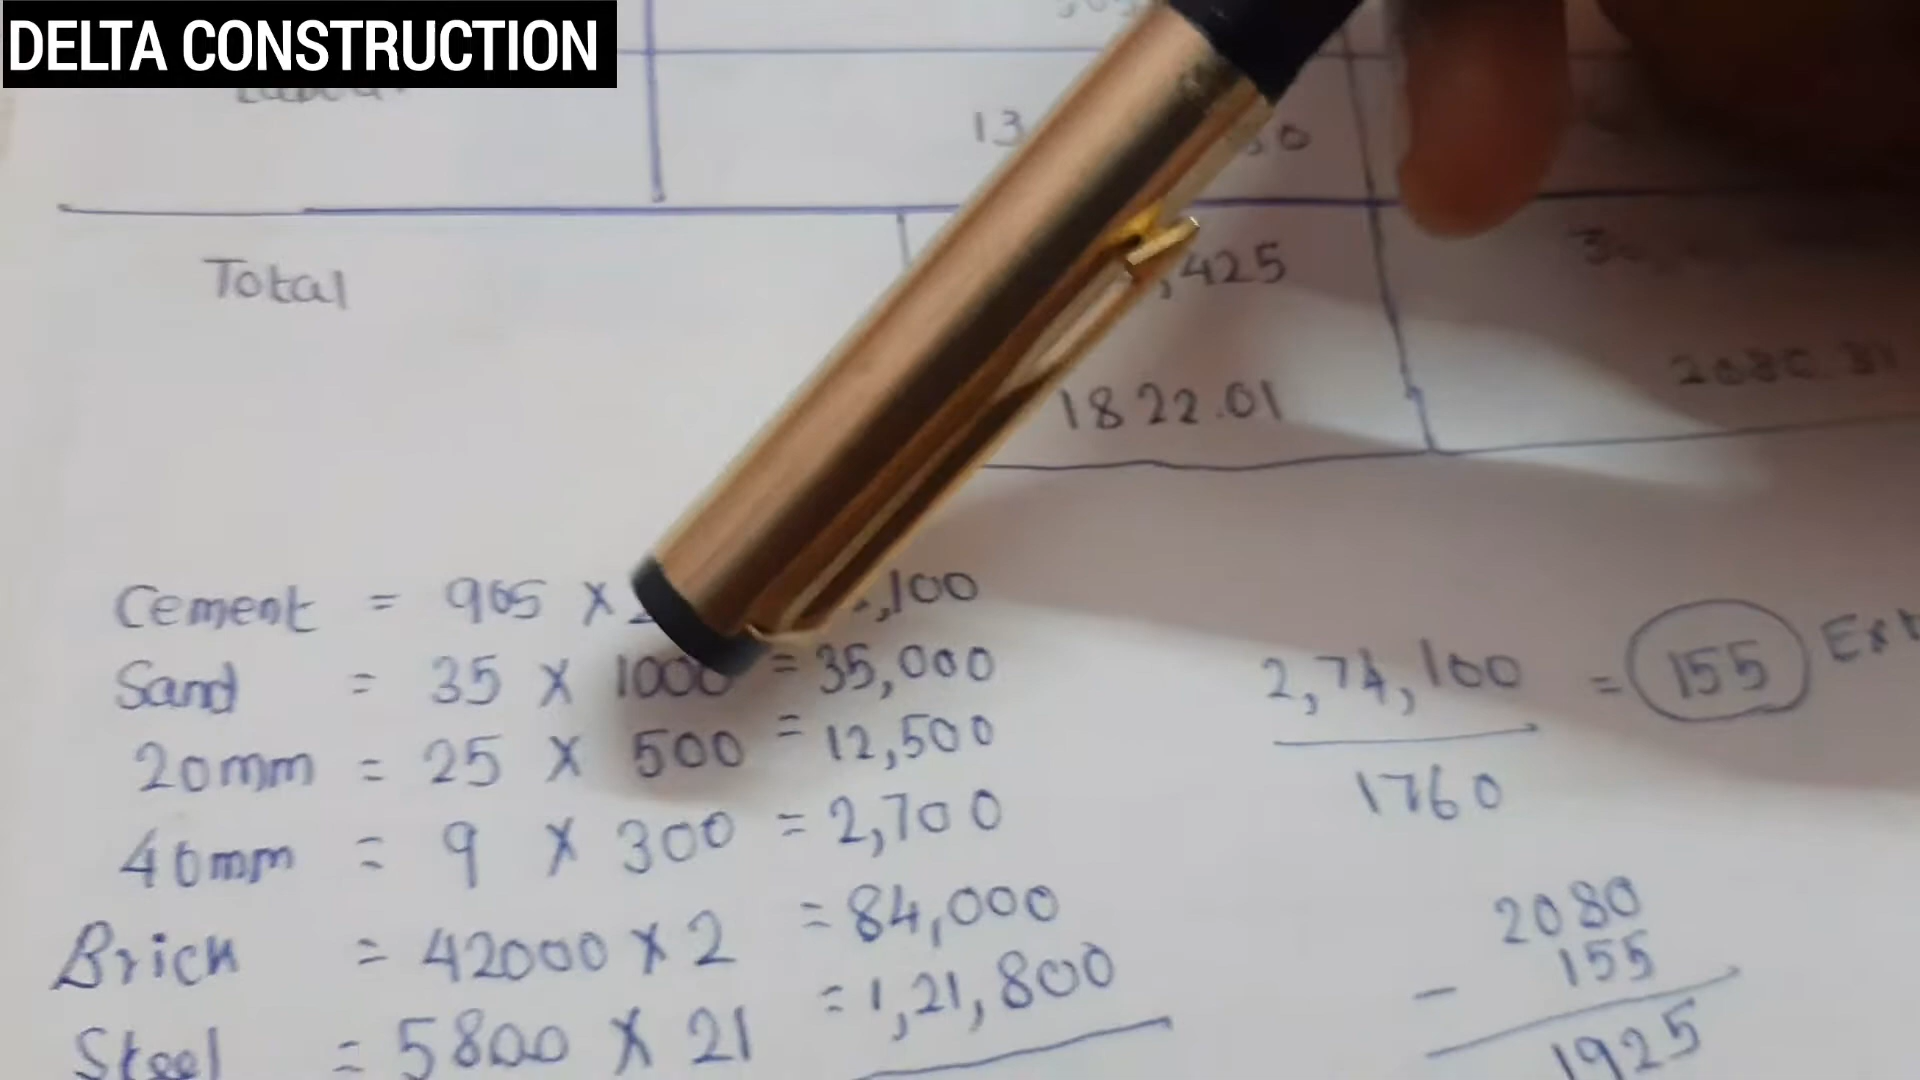 DELTA CONSTRUCTION
13
Total ,425
1822.01
Cement = 905 × ,100
Sand = 35 × 1000 = 35,000
20mm = 25 × 500 = 12,500
40mm = 9 × 300 = 2,700
Brick = 42000 × 2 = 84,000
Steel = 5800 × 21 = 1,21,800
2,74,100 = 155
1760
2080
- 155
1925